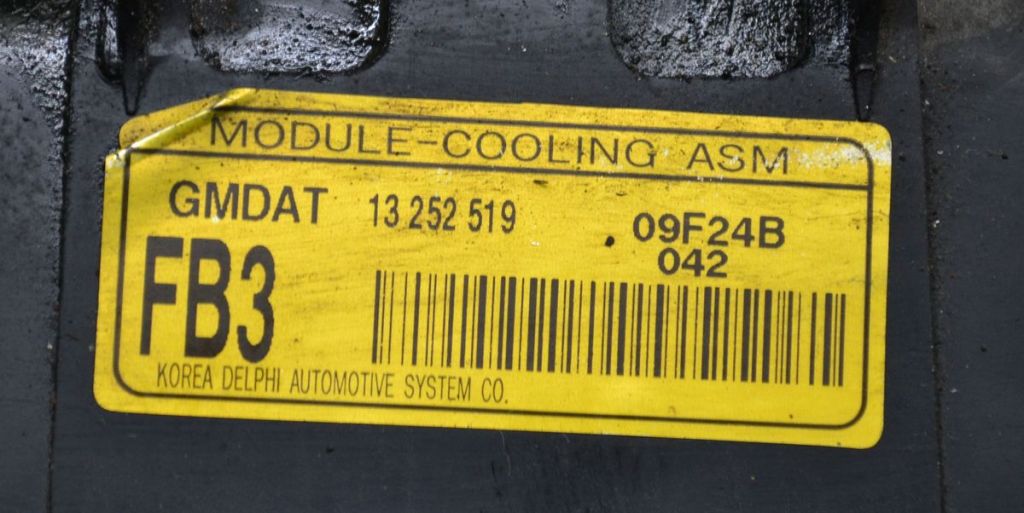 MODULE-COOLING ASM
GMDAT 13 252 519 09F24B
042
FB3
KOREA DELPHI AUTOMOTIVE SYSTEM CO.